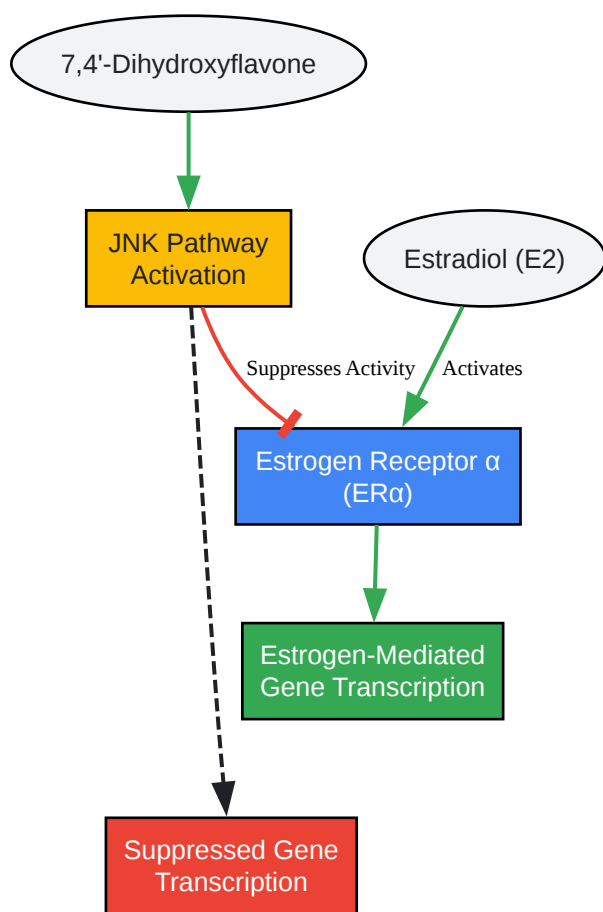 7,4'-Dihydroxyflavone
JNK Pathway
Activation
Estradiol (E2)
Suppresses Activity
Activates
Estrogen Receptor α
(ERα)
Estrogen-Mediated
Gene Transcription
Suppressed Gene
Transcription